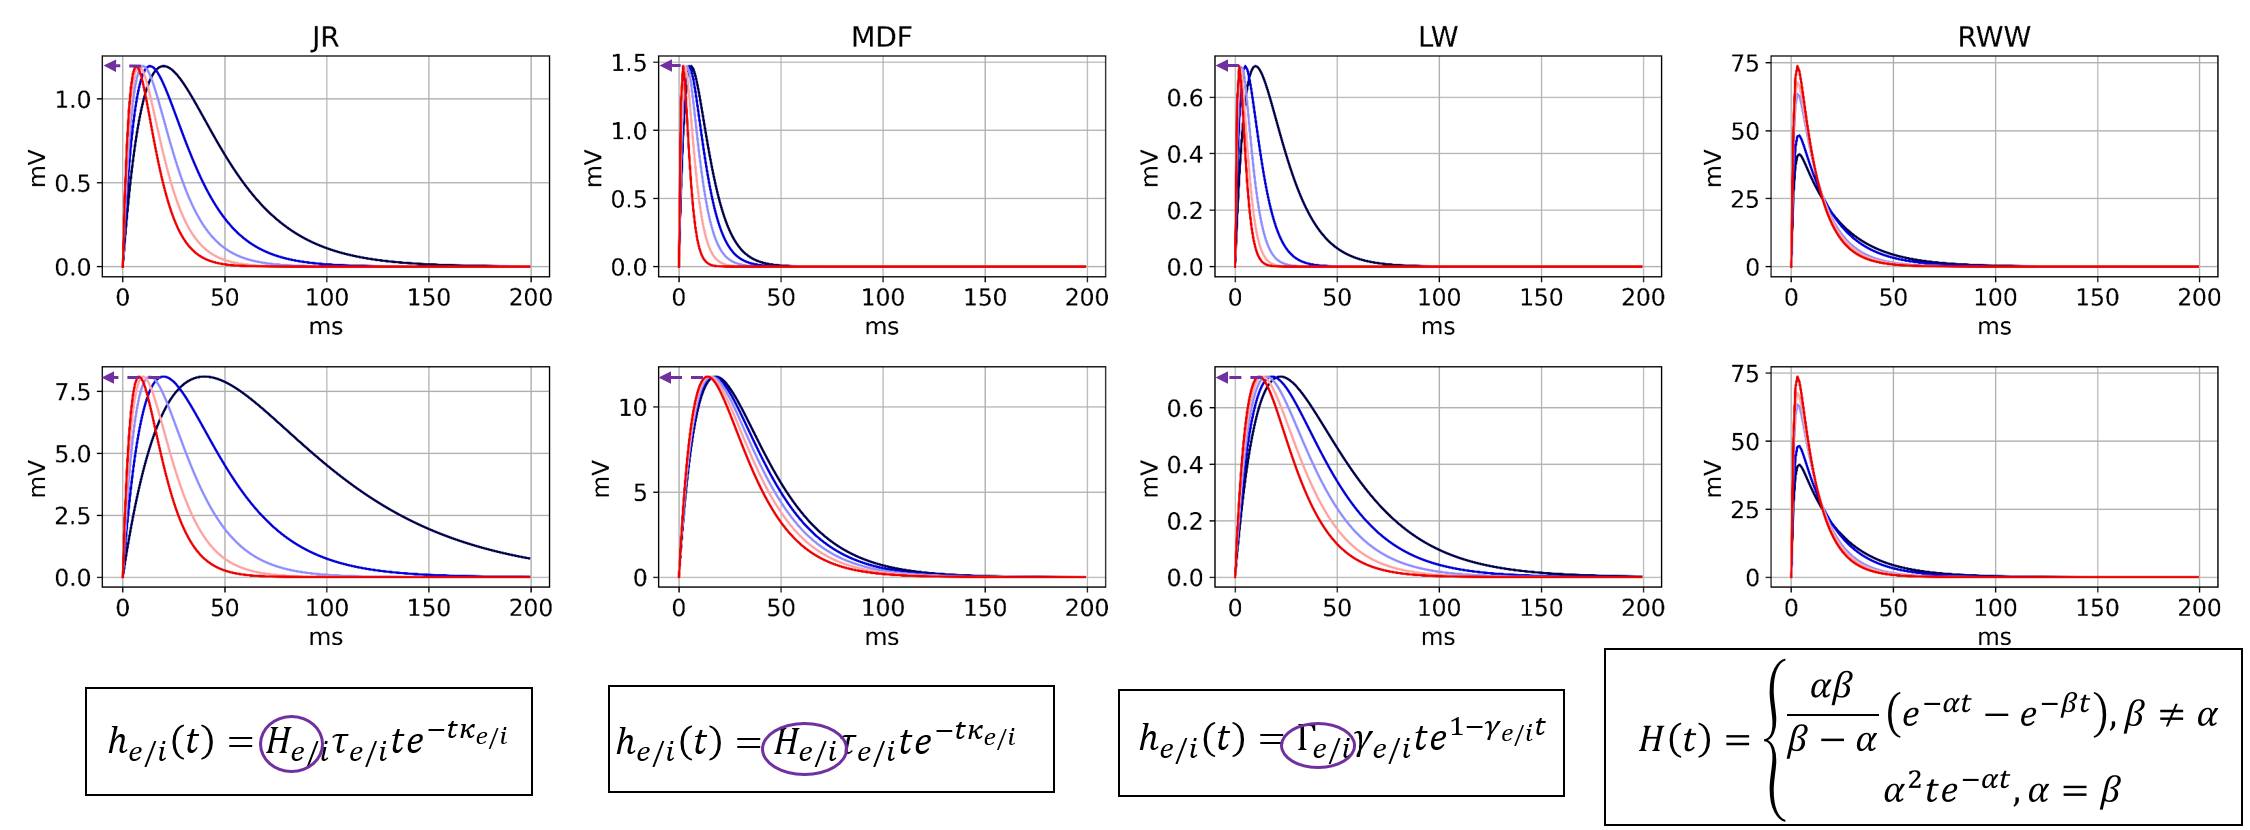 JR MDF LW RWW
mV 1.0 0.5 0.0
0 50 100 150 200
ms
mV 1.5 1.0 0.5 0.0
0 50 100 150 200
ms
mV 0.6 0.4 0.2 0.0
0 50 100 150 200
ms
mV 75 50 25 0
0 50 100 150 200
ms
mV 7.5 5.0 2.5 0.0
0 50 100 150 200
ms
mV 10 5 0
0 50 100 150 200
ms
mV 0.6 0.4 0.2 0.0
0 50 100 150 200
ms
mV 75 50 25 0
0 50 100 150 200
ms
h_{e/i}(t) = H_{e/i}τ_{e/i}te^{−tκ_{e/i}}
h_{e/i}(t) = H_{e/i}τ_{e/i}te^{−tκ_{e/i}}
h_{e/i}(t) = Γ_{e/i}γ_{e/i}te^{1−γ_{e/i}t}
H(t) = { αβ/(β − α) (e^{−αt} − e^{−βt}), β ≠ α
α²te^{−αt}, α = β